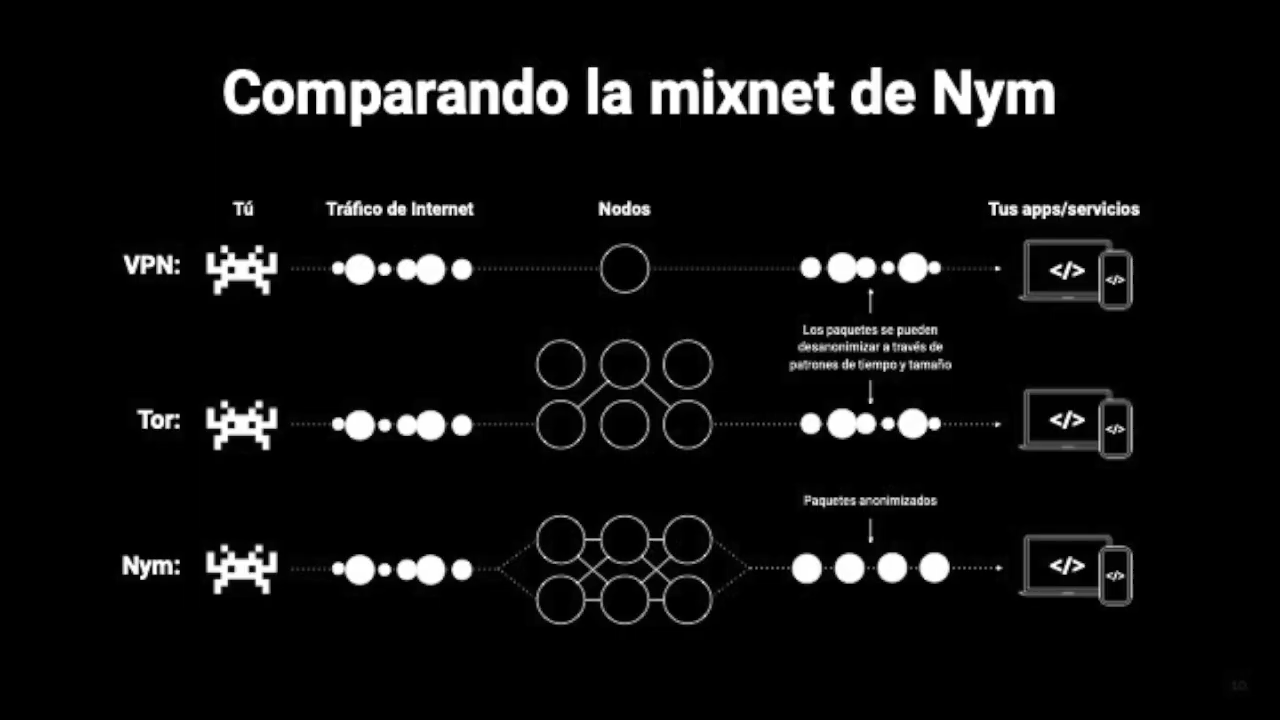 Comparando la mixnet de Nym
Tú
Tráfico de Internet
Nodos
Tus apps/servicios
VPN:
</>
</>
Los paquetes se pueden
desanonimizar a través de
patrones de tiempo y tamaño
Tor:
</>
</>
Paquetes anonimizados
Nym:
</>
</>
10